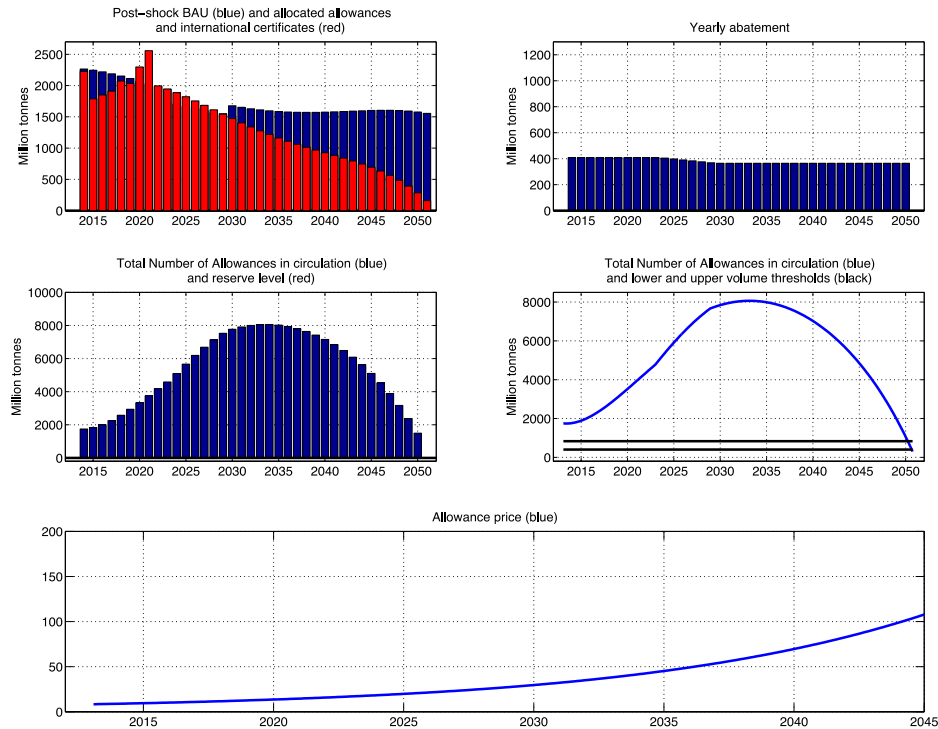 Post−shock BAU (blue) and allocated allowances
and international certificates (red)
Million tonnes
2500
2000
1500
1000
500
0
2015 2020 2025 2030 2035 2040 2045 2050
Yearly abatement
Million tonnes
1200
1000
800
600
400
200
0
2015 2020 2025 2030 2035 2040 2045 2050
Total Number of Allowances in circulation (blue)
and reserve level (red)
Million tonnes
10000
8000
6000
4000
2000
0
2015 2020 2025 2030 2035 2040 2045 2050
Total Number of Allowances in circulation (blue)
and lower and upper volume thresholds (black)
Million tonnes
8000
6000
4000
2000
0
2015 2020 2025 2030 2035 2040 2045 2050
Allowance price (blue)
200
150
100
50
0
2015 2020 2025 2030 2035 2040 2045